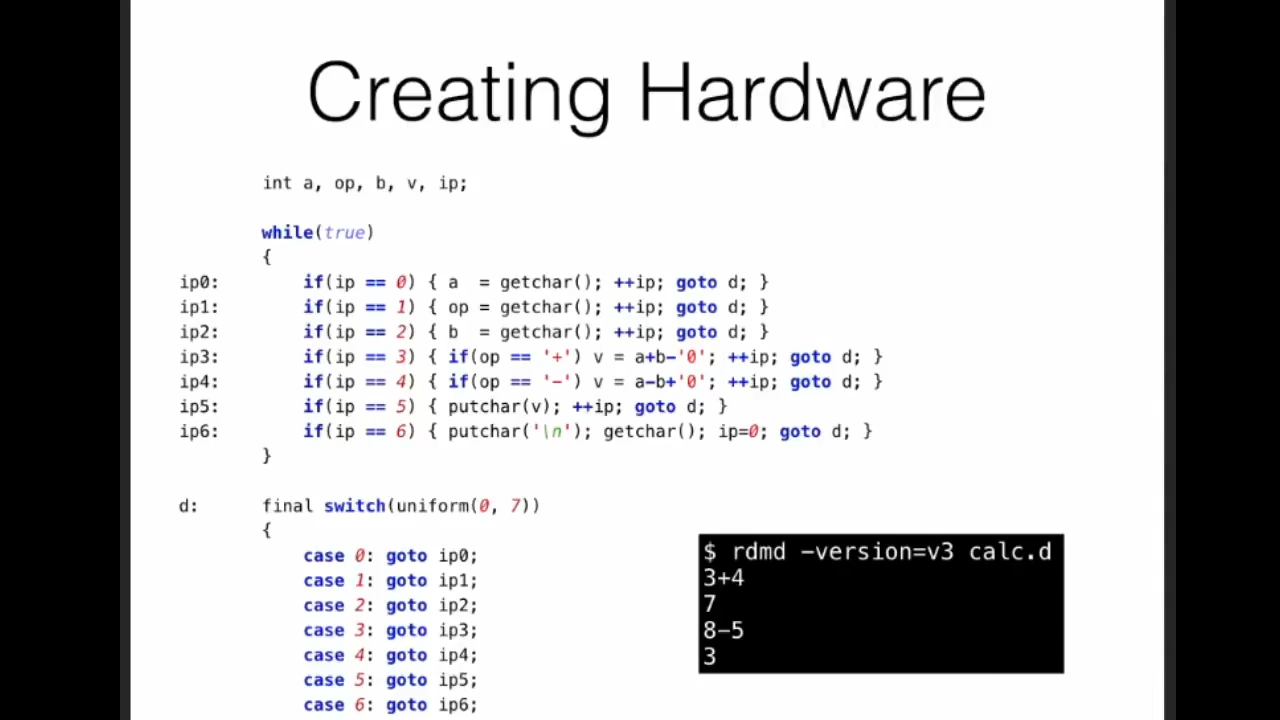 Creating Hardware
int a, op, b, v, ip;
while(true)
{
ip0: if(ip == 0) { a  = getchar(); ++ip; goto d; }
ip1: if(ip == 1) { op = getchar(); ++ip; goto d; }
ip2: if(ip == 2) { b  = getchar(); ++ip; goto d; }
ip3: if(ip == 3) { if(op == '+') v = a+b-'0'; ++ip; goto d; }
ip4: if(ip == 4) { if(op == '-') v = a-b+'0'; ++ip; goto d; }
ip5: if(ip == 5) { putchar(v); ++ip; goto d; }
ip6: if(ip == 6) { putchar('\n'); getchar(); ip=0; goto d; }
}
d: final switch(uniform(0, 7))
{
case 0: goto ip0;
case 1: goto ip1;
case 2: goto ip2;
case 3: goto ip3;
case 4: goto ip4;
case 5: goto ip5;
case 6: goto ip6;
$ rdmd -version=v3 calc.d
3+4
7
8-5
3